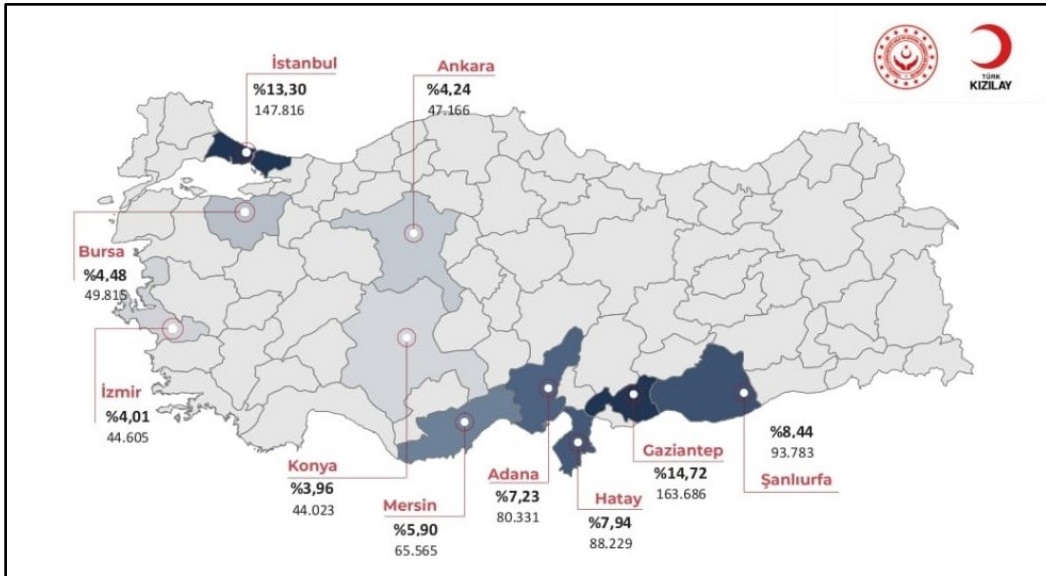 İstanbul
%13,30
147.816
Ankara
%4,24
47.166
TÜRK
KIZILAY
Bursa
%4,48
49.815
İzmir
%4,01
44.605
Konya
%3,96
44.023
Mersin
%5,90
65.565
Adana
%7,23
80.331
Hatay
%7,94
88.229
Gaziantep
%14,72
163.686
%8,44
93.783
Şanlıurfa